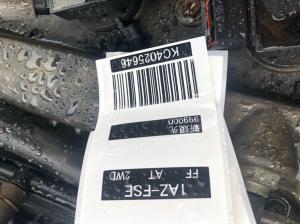 1AZ-FSE
FF AT 2WD
999000
KC4025646